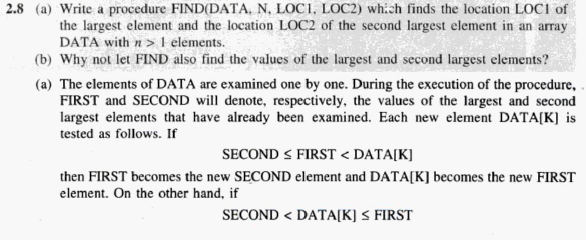 2.8 (a) Write a procedure FIND(DATA, N, LOC1, LOC2) which finds the location LOC1 of
the largest element and the location LOC2 of the second largest element in an array
DATA with n > 1 elements.
(b) Why not let FIND also find the values of the largest and second largest elements?
(a) The elements of DATA are examined one by one. During the execution of the procedure,
FIRST and SECOND will denote, respectively, the values of the largest and second
largest elements that have already been examined. Each new element DATA[K] is
tested as follows. If
SECOND ≤ FIRST < DATA[K]
then FIRST becomes the new SECOND element and DATA[K] becomes the new FIRST
element. On the other hand, if
SECOND < DATA[K] ≤ FIRST